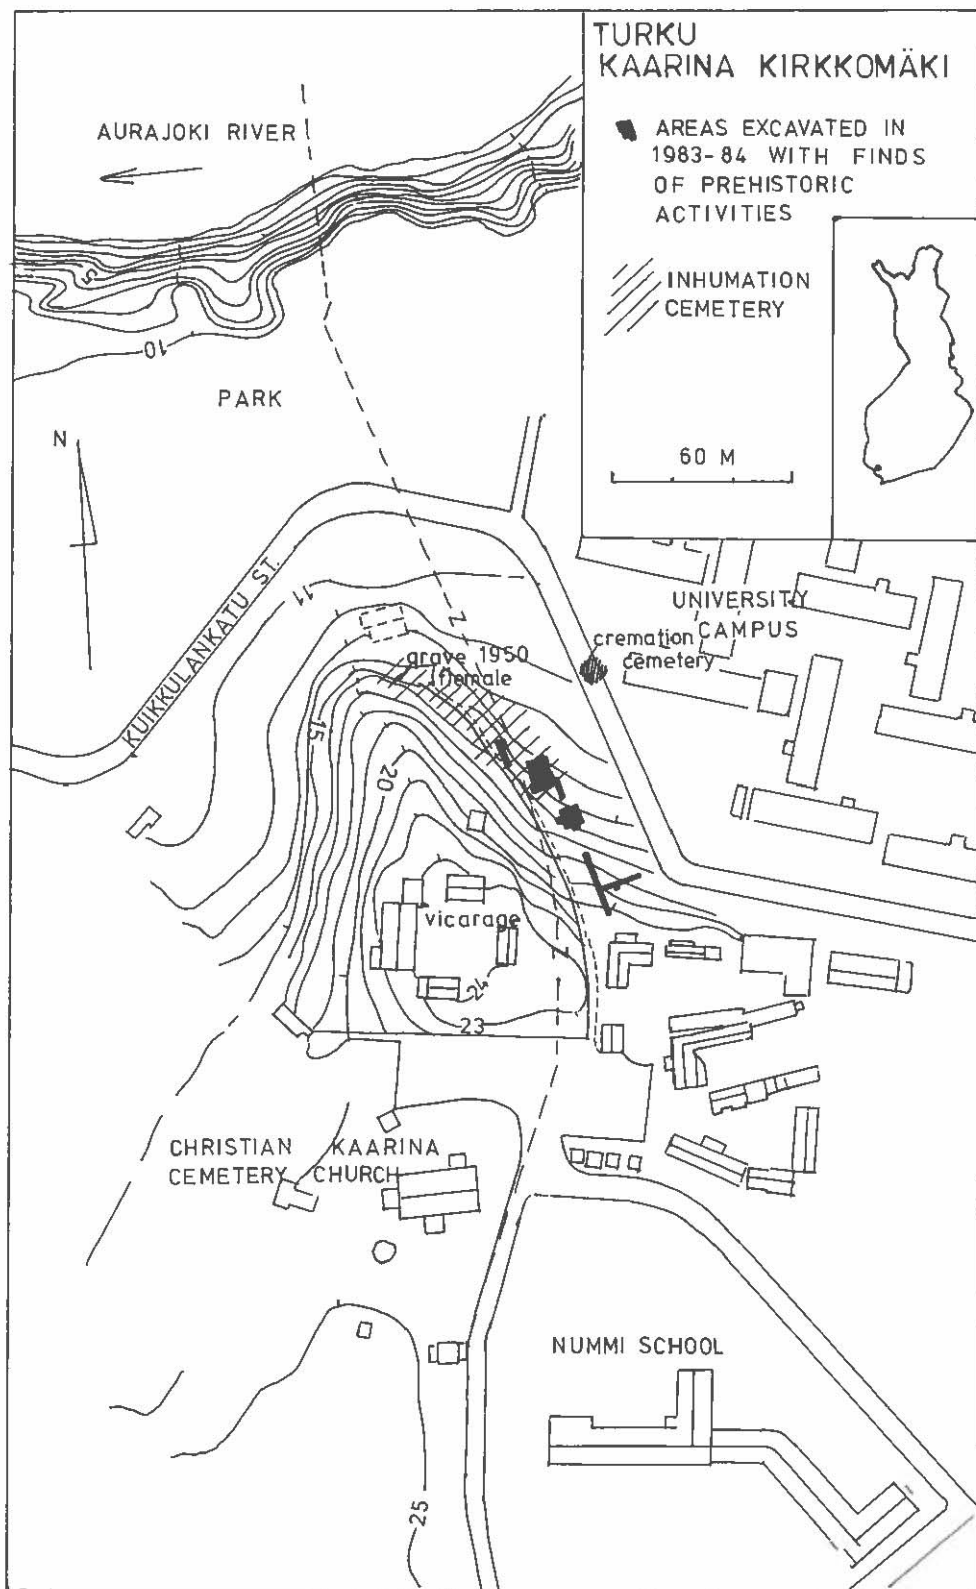 TURKU
KAARINA KIRKKOMÄKI
AREAS EXCAVATED IN
1983-84 WITH FINDS
OF PREHISTORIC
ACTIVITIES
INHUMATION
CEMETERY
60 M
AURAJOKI RIVER
5
10
PARK
N
KUIKKULANKATU ST.
11
UNIVERSITY
CAMPUS
cremation
cemetery
grave 1950
female
15
20
vicarage
24
23
CHRISTIAN
CEMETERY
KAARINA
CHURCH
NUMMI SCHOOL
25